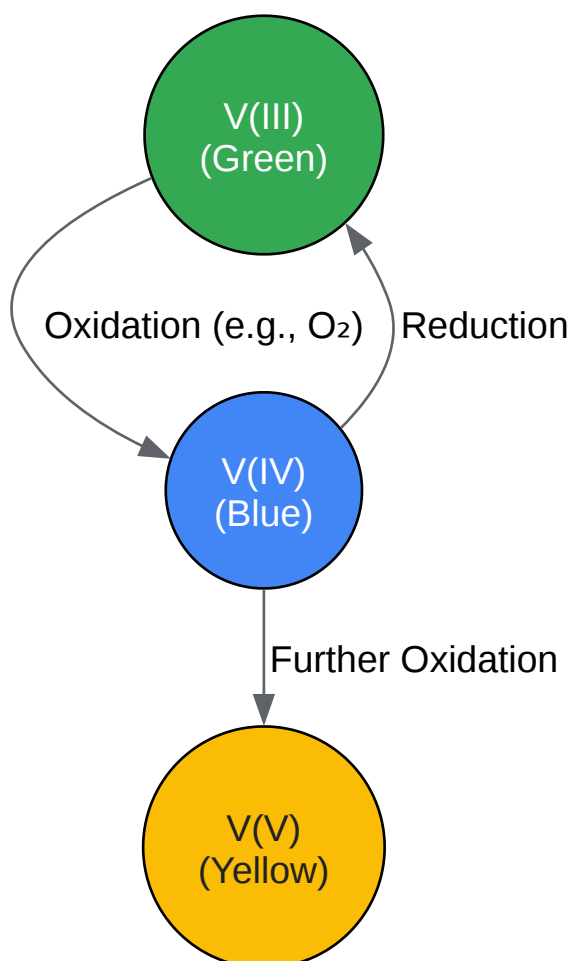 V(III)
(Green)
Oxidation (e.g., O₂)
Reduction
V(IV)
(Blue)
Further Oxidation
V(V)
(Yellow)